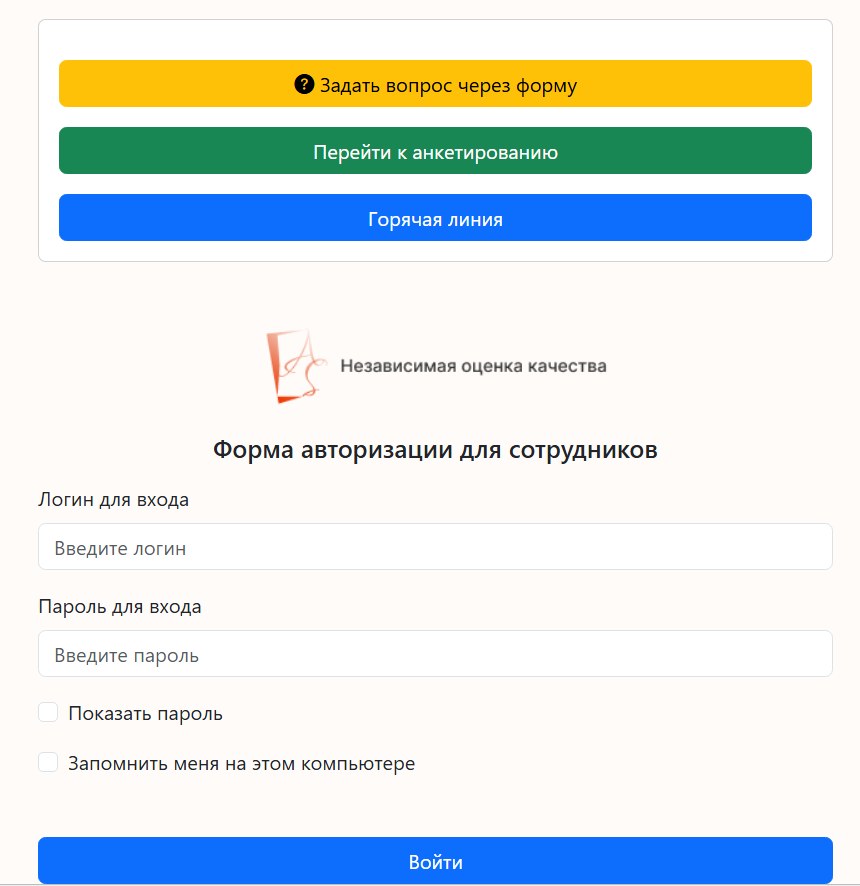 Задать вопрос через форму
Перейти к анкетированию
Горячая линия
AS Независимая оценка качества
Форма авторизации для сотрудников
Логин для входа
Введите логин
Пароль для входа
Введите пароль
Показать пароль
Запомнить меня на этом компьютере
Войти